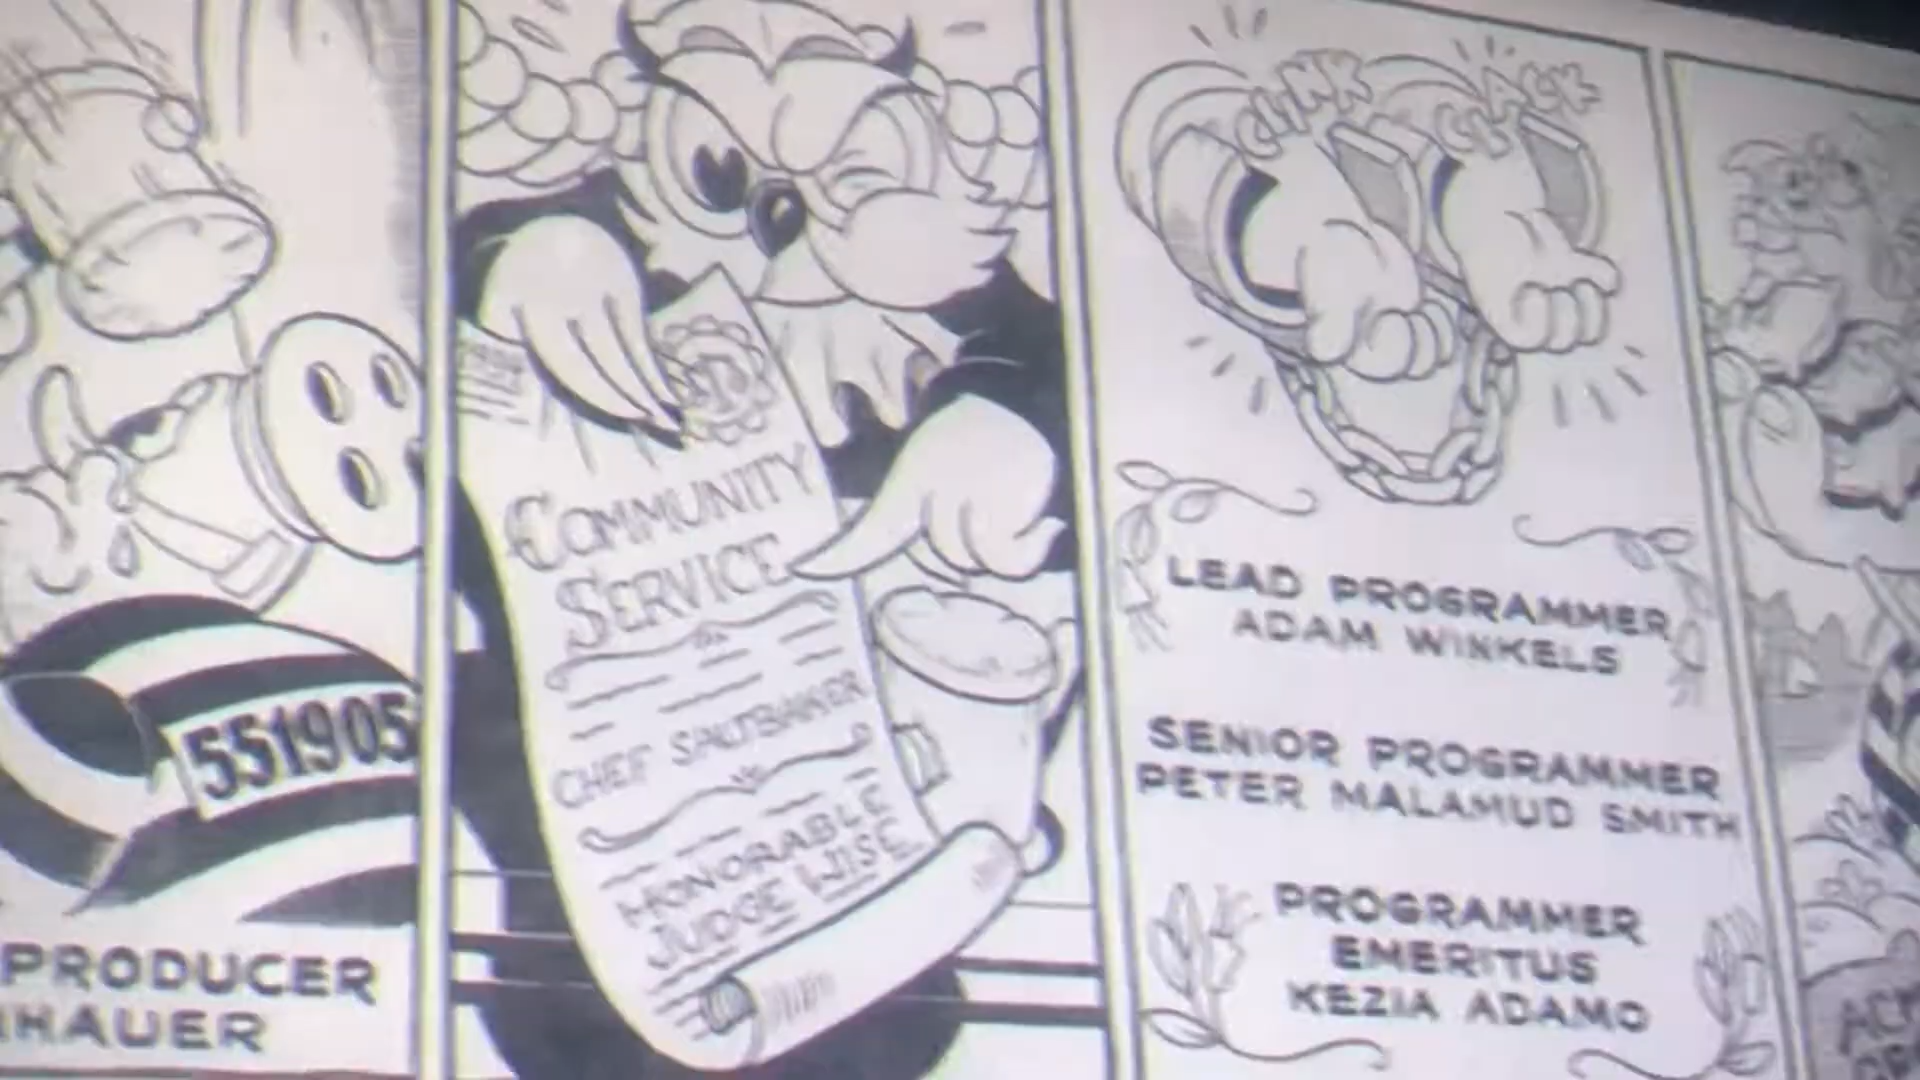 551905
PRODUCER
HAUER
COMMUNITY
SERVICE
CHEF SALTBAKER
HONORABLE
JUDGE WISE
CLINK
CLACK
LEAD PROGRAMMER
ADAM WINKELS
SENIOR PROGRAMMER
PETER MALAMUD SMITH
PROGRAMMER
EMERITUS
KEZIA ADAMO